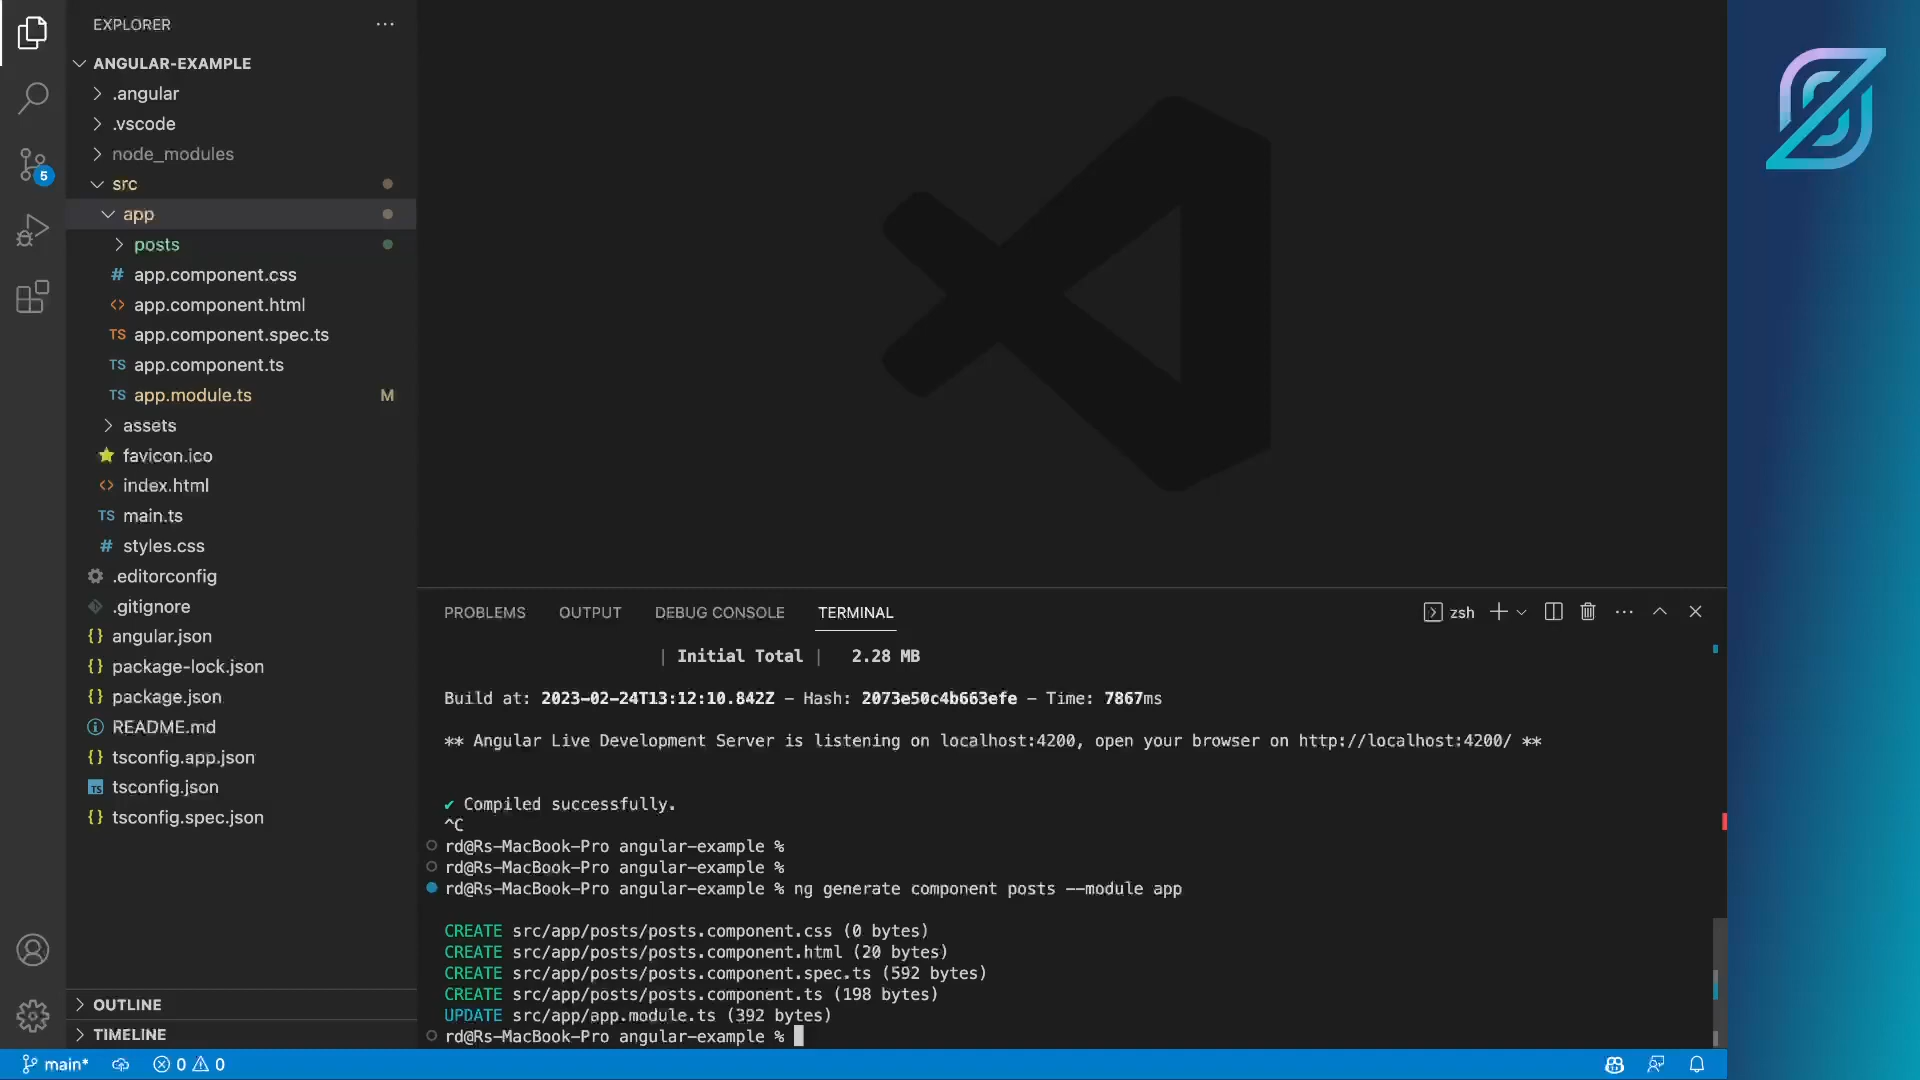 EXPLORER
ANGULAR-EXAMPLE
.angular
.vscode
node_modules
src
app
posts
# app.component.css
<> app.component.html
TS app.component.spec.ts
TS app.component.ts
TS app.module.ts M
assets
favicon.ico
<> index.html
TS main.ts
# styles.css
.editorconfig
.gitignore
{} angular.json
{} package-lock.json
{} package.json
README.md
{} tsconfig.app.json
TS tsconfig.json
{} tsconfig.spec.json
OUTLINE
TIMELINE
5
PROBLEMS OUTPUT DEBUG CONSOLE TERMINAL zsh
| Initial Total | 2.28 MB
Build at: 2023-02-24T13:12:10.842Z - Hash: 2073e50c4b663efe - Time: 7867ms
** Angular Live Development Server is listening on localhost:4200, open your browser on http://localhost:4200/ **
✔ Compiled successfully.
^C
rd@Rs-MacBook-Pro angular-example %
rd@Rs-MacBook-Pro angular-example %
rd@Rs-MacBook-Pro angular-example % ng generate component posts --module app
CREATE src/app/posts/posts.component.css (0 bytes)
CREATE src/app/posts/posts.component.html (20 bytes)
CREATE src/app/posts/posts.component.spec.ts (592 bytes)
CREATE src/app/posts/posts.component.ts (198 bytes)
UPDATE src/app/app.module.ts (392 bytes)
rd@Rs-MacBook-Pro angular-example %
main* 0 0